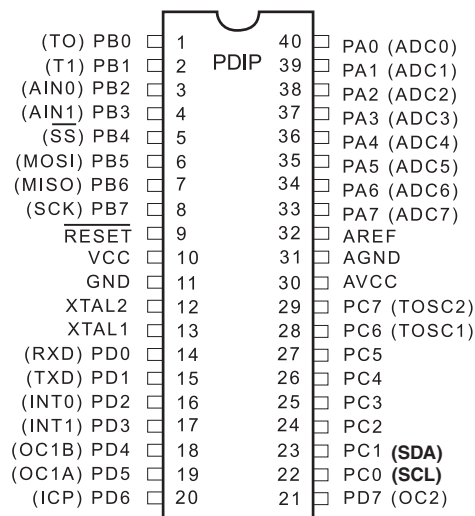 PDIP
(TO) PB0 1
(T1) PB1 2
(AIN0) PB2 3
(AIN1) PB3 4
(SS) PB4 5
(MOSI) PB5 6
(MISO) PB6 7
(SCK) PB7 8
RESET 9
VCC 10
GND 11
XTAL2 12
XTAL1 13
(RXD) PD0 14
(TXD) PD1 15
(INT0) PD2 16
(INT1) PD3 17
(OC1B) PD4 18
(OC1A) PD5 19
(ICP) PD6 20
40 PA0 (ADC0)
39 PA1 (ADC1)
38 PA2 (ADC2)
37 PA3 (ADC3)
36 PA4 (ADC4)
35 PA5 (ADC5)
34 PA6 (ADC6)
33 PA7 (ADC7)
32 AREF
31 AGND
30 AVCC
29 PC7 (TOSC2)
28 PC6 (TOSC1)
27 PC5
26 PC4
25 PC3
24 PC2
23 PC1 (SDA)
22 PC0 (SCL)
21 PD7 (OC2)